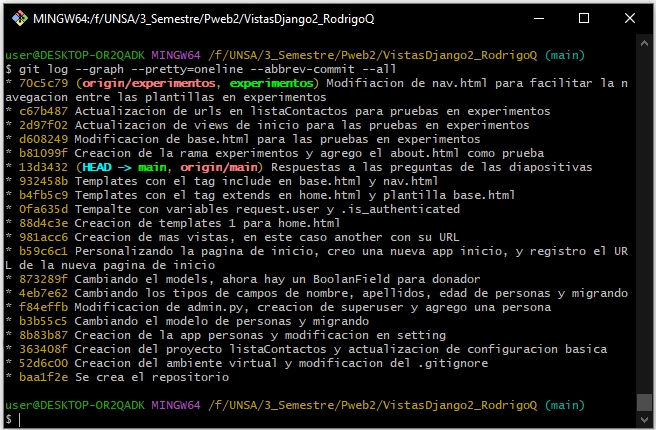 MINGW64:/f/UNSA/3_Semestre/Pweb2/VistasDjango2_RodrigoQ
user@DESKTOP-OR2QADK MINGW64 /f/UNSA/3_Semestre/Pweb2/VistasDjango2_RodrigoQ (main)
$ git log --graph --pretty=oneline --abbrev-commit --all
* 70c5c79 (origin/experimentos, experimentos) Modifiacion de nav.html para facilitar la n
avegacion entre las plantillas en experimentos
* c67b487 Actualizacion de urls en listaContactos para pruebas en experimentos
* 2d97f02 Actualizacion de views de inicio para las pruebas en experimentos
* d608249 Modificacion de base.html para las pruebas en experimentos
* b81099f Creacion de la rama experimentos y agrego el about.html como prueba
* 13d3432 (HEAD -> main, origin/main) Respuestas a las preguntas de las diapositivas
* 932458b Templates con el tag include en base.html y nav.html
* b4fb5c9 Templates con el tag extends en home.html y plantilla base.html
* 0fa635d Tempalte con variables request.user y .is_authenticated
* 88d4c3e Creacion de templates 1 para home.html
* 981acc6 Creacion de mas vistas, en este caso another con su URL
* b59c6c1 Personalizando la pagina de inicio, creo una nueva app inicio, y registro el UR
L de la nueva pagina de inicio
* 873289f Cambiando el models, ahora hay un BoolanField para donador
* 4eb7e62 Cambiando los tipos de campos de nombre, apellidos, edad de personas y migrando
* f84effb Modificacion de admin.py, creacion de superuser y agrego una persona
* b3b55c5 Cambiando el modelo de personas y migrando
* 8b83b87 Creacion de la app personas y modificacion en setting
* 363408f Creacion del proyecto listaContactos y actualizacion de configuracion basica
* 52d6c00 Creacion del ambiente virtual y modificacion del .gitignore
* baa1f2e Se crea el repositorio
user@DESKTOP-OR2QADK MINGW64 /f/UNSA/3_Semestre/Pweb2/VistasDjango2_RodrigoQ (main)
$